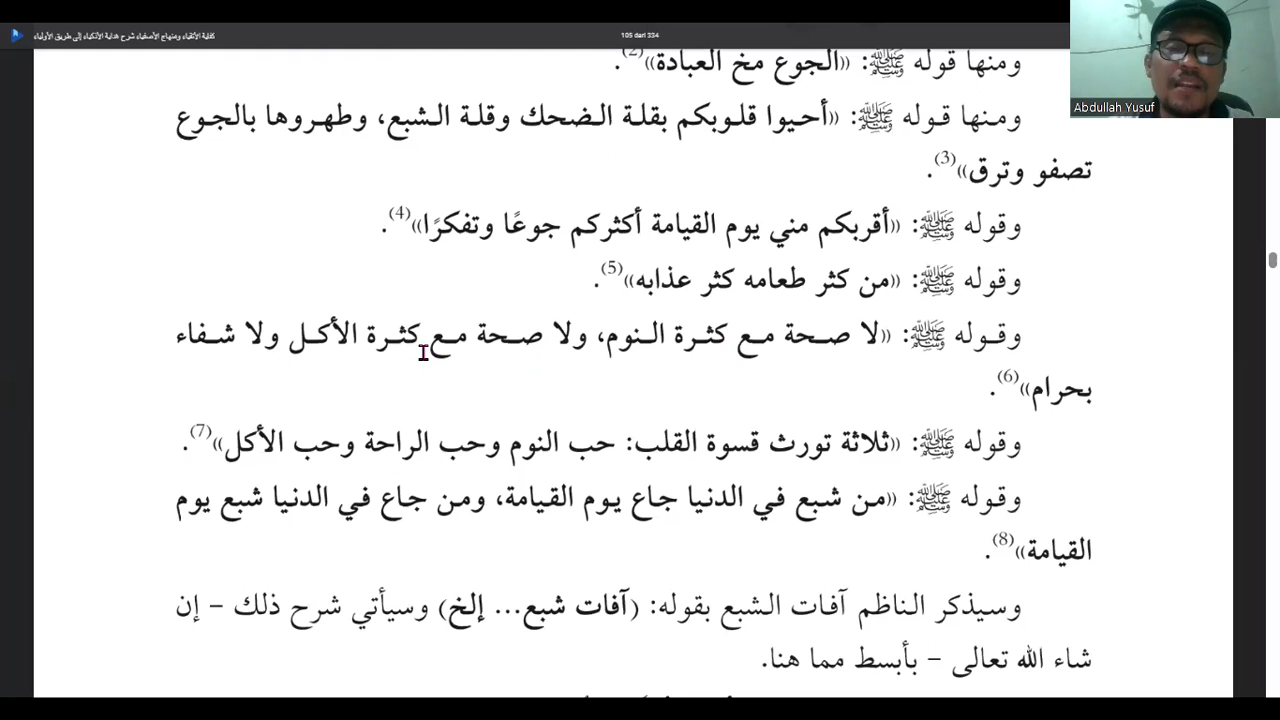 كفاية الأتقياء ومنهاج الأصفياء شرح هداية الأذكياء إلى طريق الأولياء
105 dari 334
Abdullah Yusuf
ومنها قوله ﷺ: «الجوع مخ العبادة»(2).
ومنها قوله ﷺ: «أحيوا قلوبكم بقلة الضحك وقلة الشبع، وطهروها بالجوع
تصفو وترق»(3).
وقوله ﷺ: «أقربكم مني يوم القيامة أكثركم جوعًا وتفكرًا»(4).
وقوله ﷺ: «من كثر طعامه كثر عذابه»(5).
وقوله ﷺ: «لا صحة مع كثرة النوم، ولا صحة مع كثرة الأكل ولا شفاء
بحرام»(6).
وقوله ﷺ: «ثلاثة تورث قسوة القلب: حب النوم وحب الراحة وحب الأكل»(7).
وقوله ﷺ: «من شبع في الدنيا جاع يوم القيامة، ومن جاع في الدنيا شبع يوم
القيامة»(8).
وسيذكر الناظم آفات الشبع بقوله: (آفات شبع... إلخ) وسيأتي شرح ذلك – إن
شاء الله تعالى – بأبسط مما هنا.